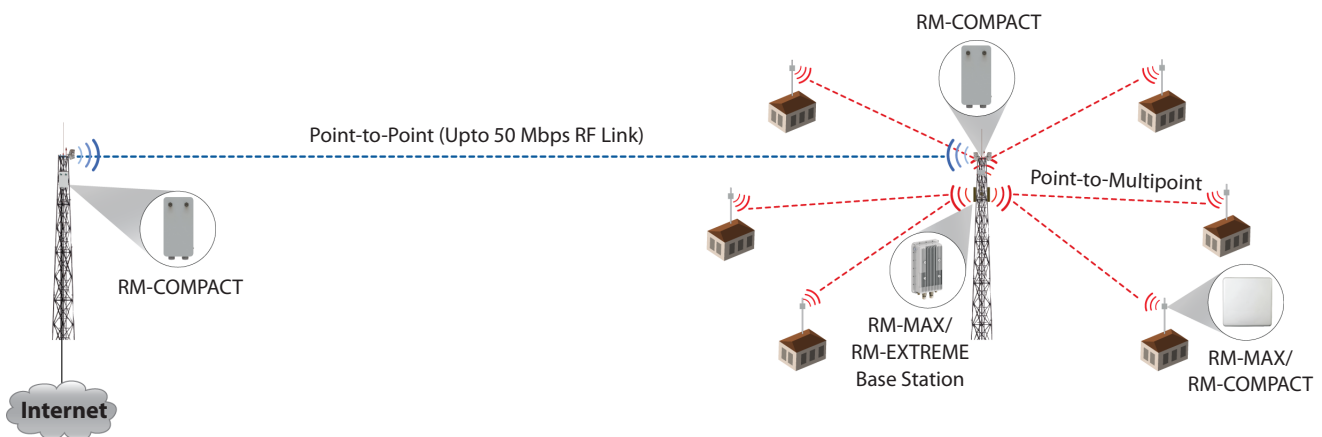 RM-COMPACT
Point-to-Point (Upto 50 Mbps RF Link)
Point-to-Multipoint
RM-COMPACT
RM-MAX/
RM-EXTREME
Base Station
RM-MAX/
RM-COMPACT
Internet